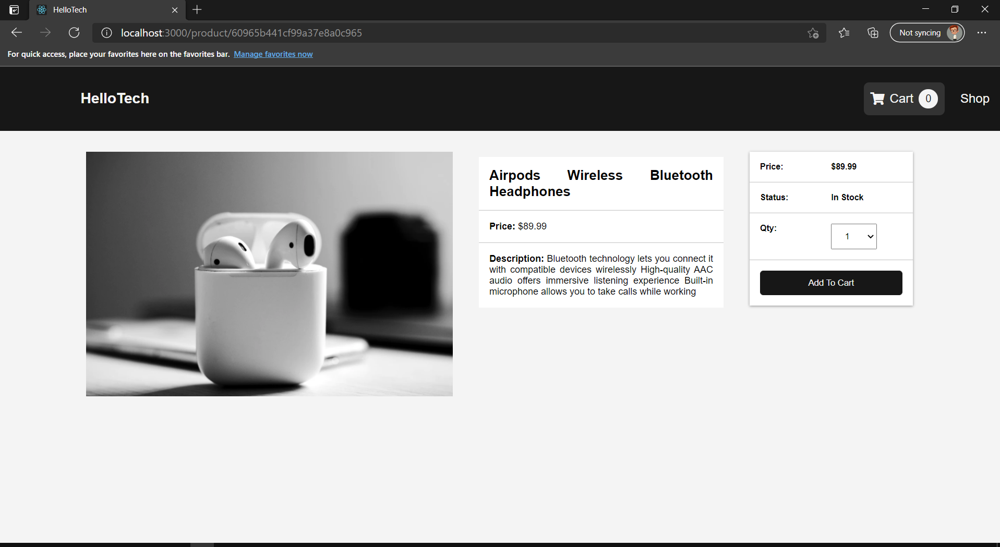 HelloTech
localhost:3000/product/60965b441cf99a37e8a0c965
Not syncing
For quick access, place your favorites here on the favorites bar. Manage favorites now
HelloTech
Cart 0
Shop
Airpods Wireless Bluetooth
Headphones
Price: $89.99
Description: Bluetooth technology lets you connect it
with compatible devices wirelessly High-quality AAC
audio offers immersive listening experience Built-in
microphone allows you to take calls while working
Price: $89.99
Status: In Stock
Qty: 1
Add To Cart